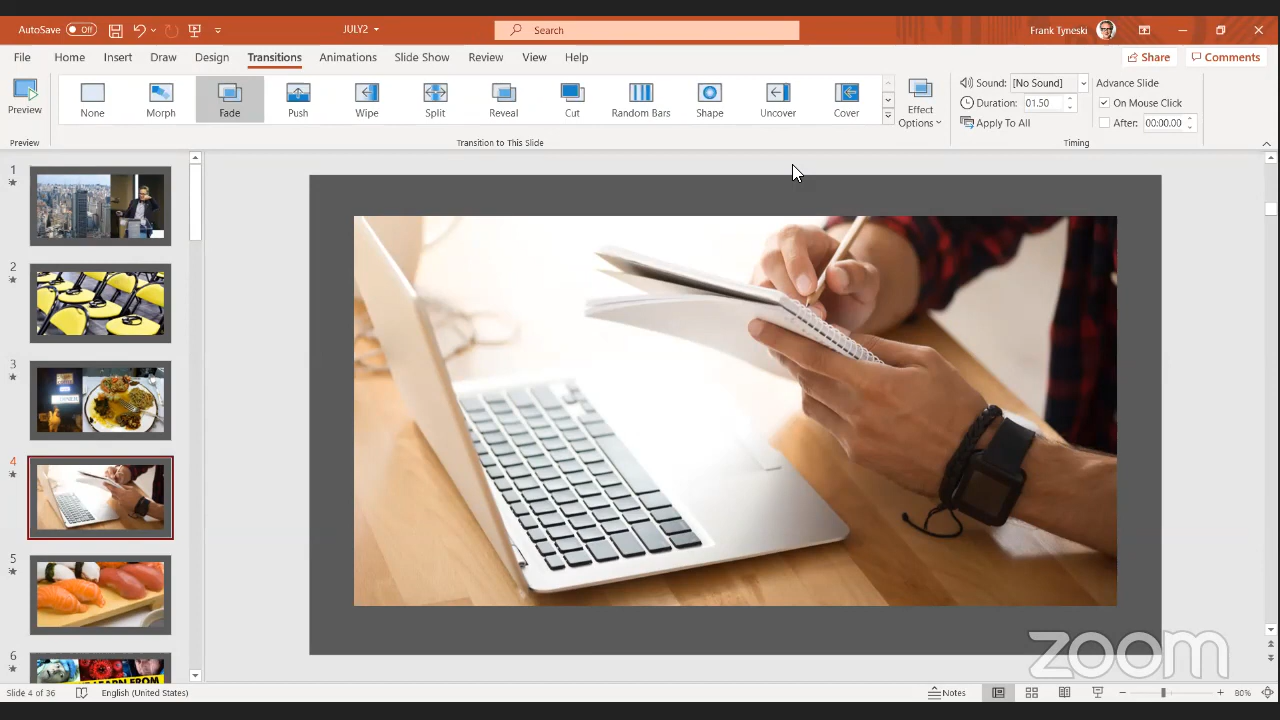 AutoSave Off JULY2 Search Frank Tyneski
File Home Insert Draw Design Transitions Animations Slide Show Review View Help Share Comments
Preview None Morph Fade Push Wipe Split Reveal Cut Random Bars Shape Uncover Cover Effect Options
Sound: [No Sound] Advance Slide
Duration: 01.50 On Mouse Click
Apply To All After: 00:00.00
Preview Transition to This Slide Timing
1
2
3
4
5
6
zoom
Slide 4 of 36 English (United States) Notes 80%